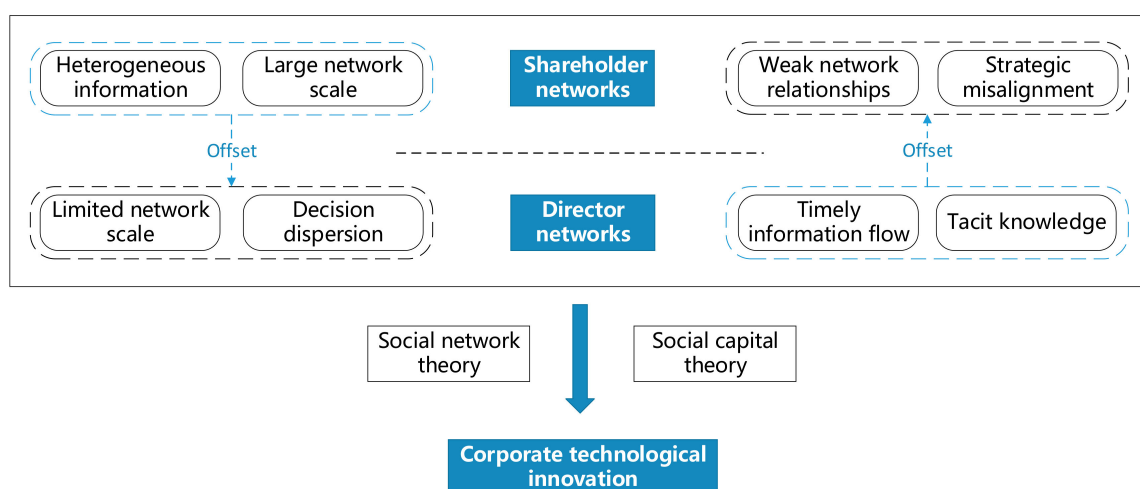 Heterogeneous
information
Large network
scale
Shareholder
networks
Weak network
relationships
Strategic
misalignment
Offset
Offset
Limited network
scale
Decision
dispersion
Director
networks
Timely
information flow
Tacit knowledge
Social network
theory
Social capital
theory
Corporate technological
innovation